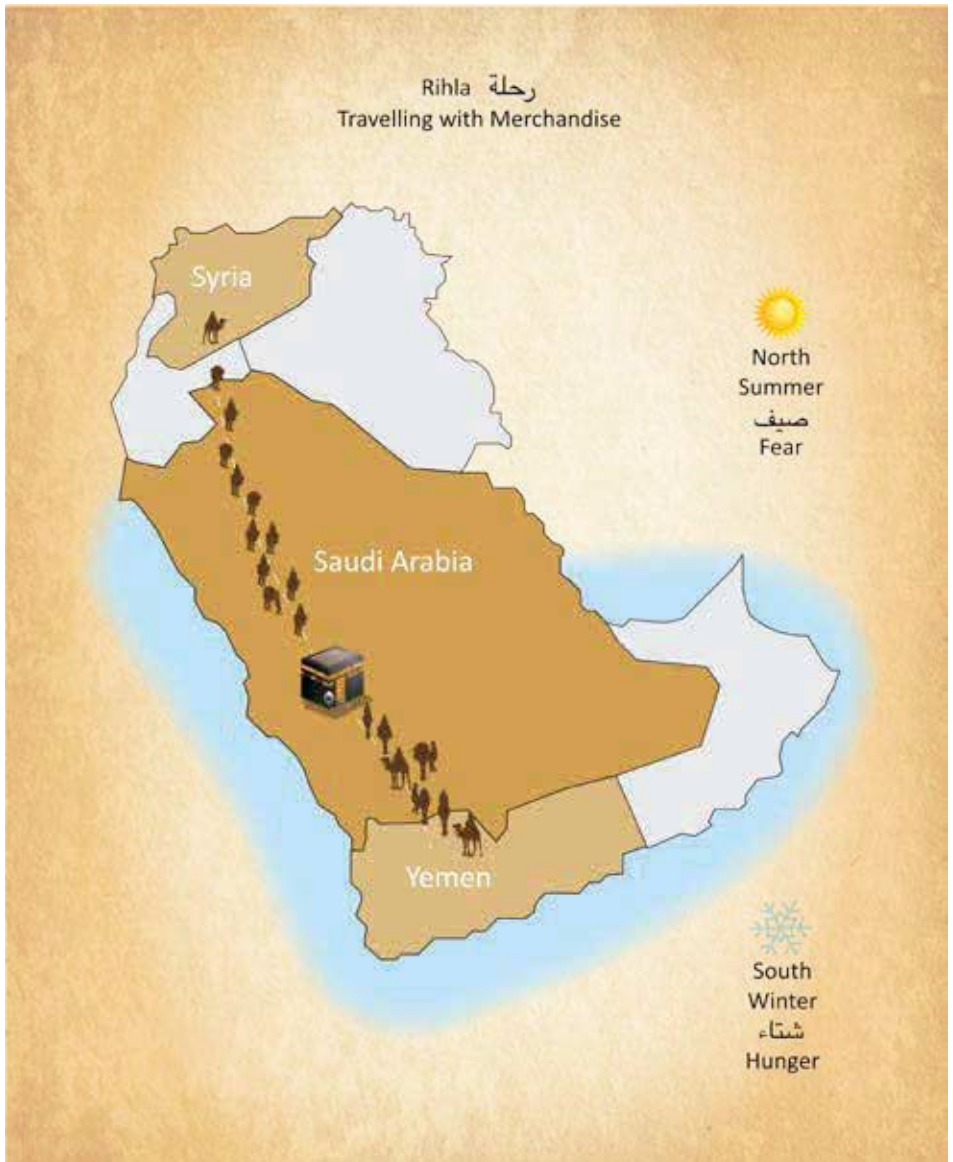 Rihla رحلة
Travelling with Merchandise
Syria
North
Summer
صيف
Fear
Saudi Arabia
Yemen
South
Winter
شتاء
Hunger